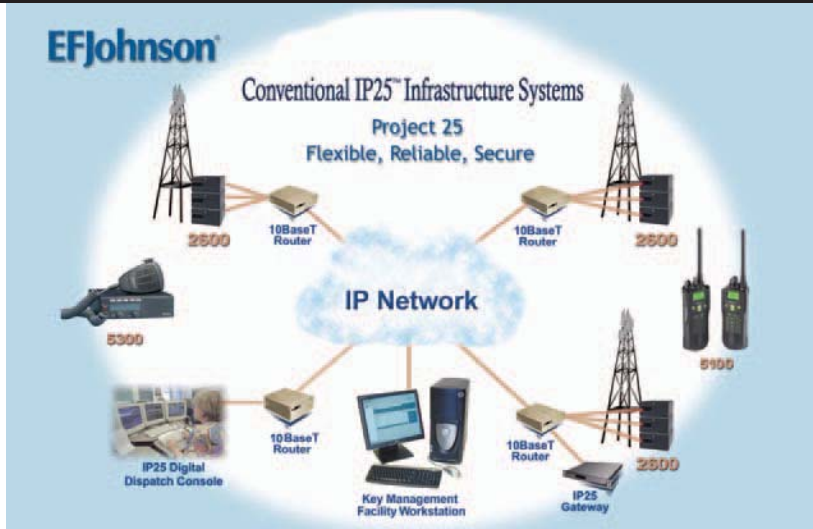 EFJohnson®
Conventional IP25™ Infrastructure Systems
Project 25
Flexible, Reliable, Secure
2600
10BaseT
Router
10BaseT
Router
2600
IP Network
5300
5100
IP25 Digital
Dispatch Console
10BaseT
Router
Key Management
Facility Workstation
10BaseT
Router
2600
IP25
Gateway